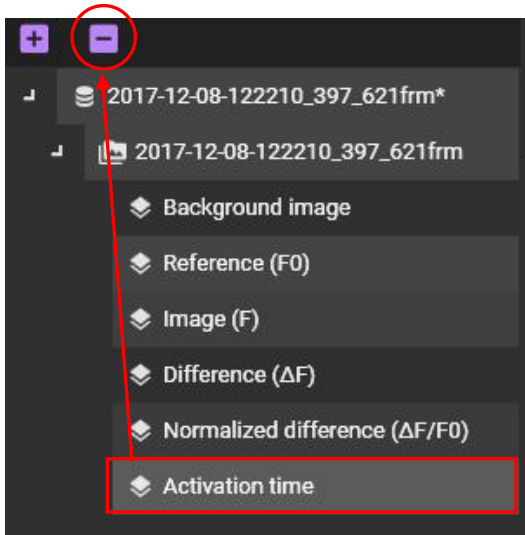 2017-12-08-122210_397_621frm*
2017-12-08-122210_397_621frm
Background image
Reference (F0)
Image (F)
Difference (ΔF)
Normalized difference (ΔF/F0)
Activation time